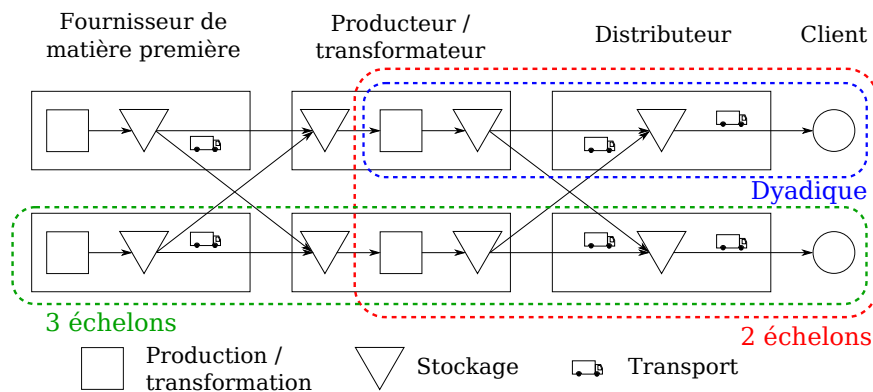 Fournisseur de
matière première
Producteur /
transformateur
Distributeur
Client
Dyadique
3 échelons
2 échelons
Production /
transformation
Stockage
Transport